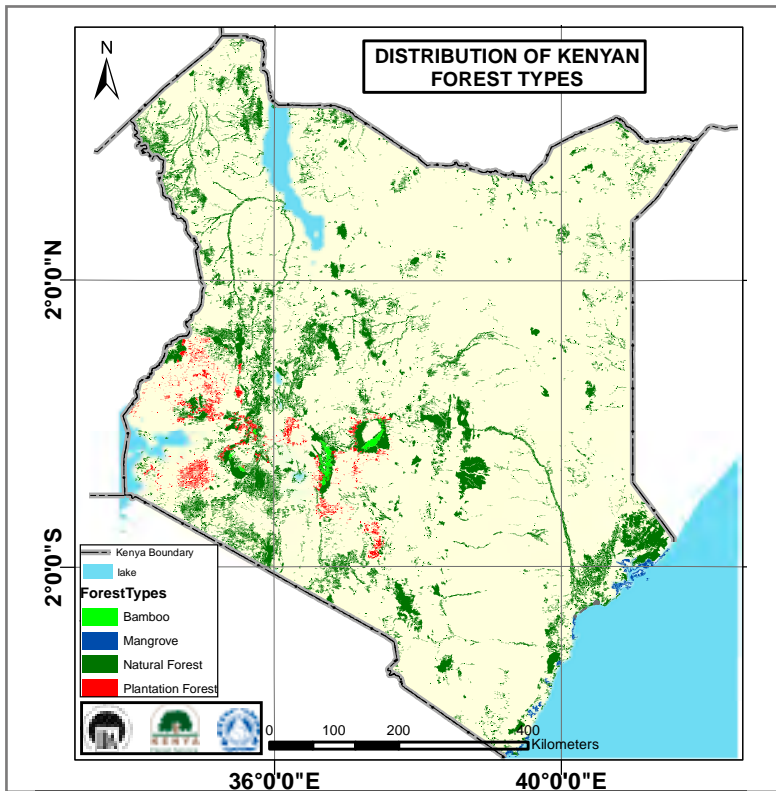 DISTRIBUTION OF KENYAN
FOREST TYPES
N
2°0'0"N
2°0'0"S
Kenya Boundary
lake
ForestTypes
Bamboo
Mangrove
Natural Forest
Plantation Forest
KENYA
0 100 200 400
Kilometers
36°0'0"E 40°0'0"E